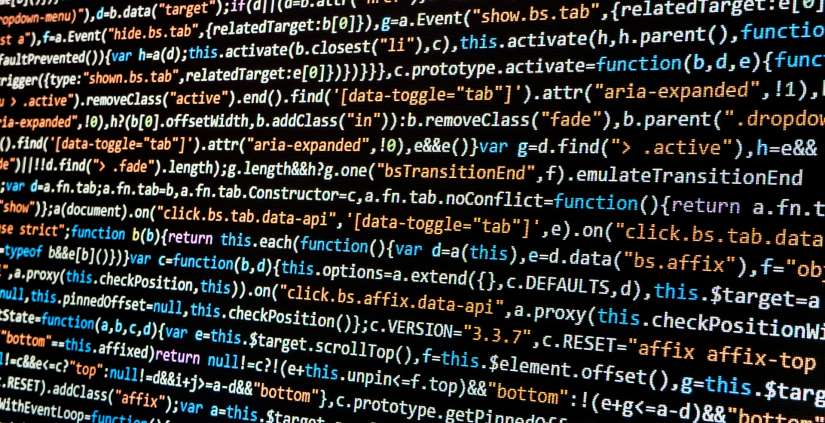 ropdown-menu)"),d=b.data("target");if(d||(d=b.attr("
st a"),f=a.Event("hide.bs.tab",{relatedTarget:b[0]}),g=a.Event("show.bs.tab",{relatedTarget:e[0]
faultPrevented()){var h=a(d);this.activate(b.closest("li"),c),this.activate(h,h.parent(),functio
rigger({type:"shown.bs.tab",relatedTarget:e[0]})})}}},c.prototype.activate=function(b,d,e){func
> .active").removeClass("active").end().find('[data-toggle="tab"]').attr("aria-expanded",!1),
ia-expanded",!0),h?(b[0].offsetWidth,b.addClass("in")):b.removeClass("fade"),b.parent(".dropdow
().find('[data-toggle="tab"]').attr("aria-expanded",!0),e&&e()}var g=d.find("> .active"),h=e&&
de")||!!d.find("> .fade").length);g.length&&h?g.one("bsTransitionEnd",f).emulateTransitionEnd
;var d=a.fn.tab;a.fn.tab=b,a.fn.tab.Constructor=c,a.fn.tab.noConflict=function(){return a.fn.t
"show")};a(document).on("click.bs.tab.data-api",'[data-toggle="tab"]',e).on("click.bs.tab.data
se strict";function b(b){return this.each(function(){var d=a(this),e=d.data("bs.affix"),f="ob
=typeof b&&e[b]()})}var c=function(b,d){this.options=a.extend({},c.DEFAULTS,d),this.$target=a
",a.proxy(this.checkPosition,this)).on("click.bs.affix.data-api",a.proxy(this.checkPositionWi
null,this.pinnedOffset=null,this.checkPosition()};c.VERSION="3.3.7",c.RESET="affix affix-top
tState=function(a,b,c,d){var e=this.$target.scrollTop(),f=this.$element.offset(),g=this.$targ
"bottom"==this.affixed)return null!=c?!(e+this.unpin<=f.top)&&"bottom":!(e+g<=a-d)&&"bottom"
l!=c&&e<=c?"top":null!=d&&i+j>=a-d&&"bottom"},c.prototype.getPinnedOff
.RESET).addClass("affix");var a=this.$target
WithEventLoop=function(){